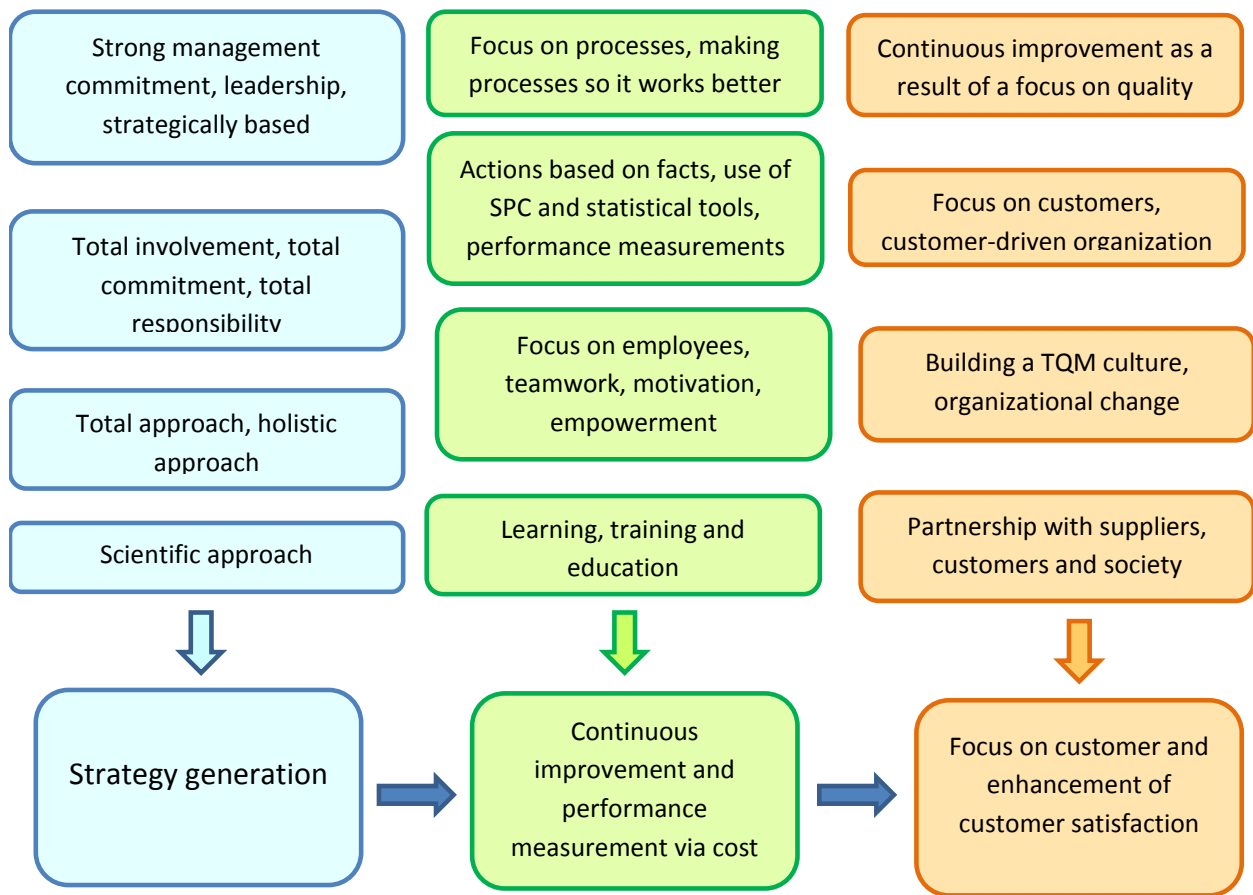 Strong management
commitment, leadership,
strategically based
Total involvement, total
commitment, total
responsibility
Total approach, holistic
approach
Scientific approach
Strategy generation
Focus on processes, making
processes so it works better
Actions based on facts, use of
SPC and statistical tools,
performance measurements
Focus on employees,
teamwork, motivation,
empowerment
Learning, training and
education
Continuous
improvement and
performance
measurement via cost
Continuous improvement as a
result of a focus on quality
Focus on customers,
customer-driven organization
Building a TQM culture,
organizational change
Partnership with suppliers,
customers and society
Focus on customer and
enhancement of
customer satisfaction